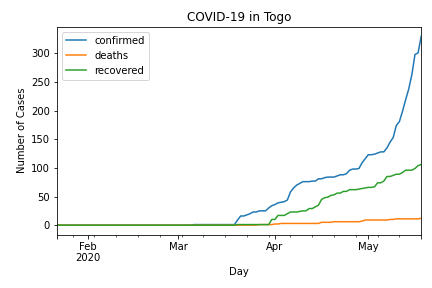 COVID-19 in Togo
confirmed
deaths
recovered
Number of Cases
300
250
200
150
100
50
0
Feb Mar Apr May
2020
Day